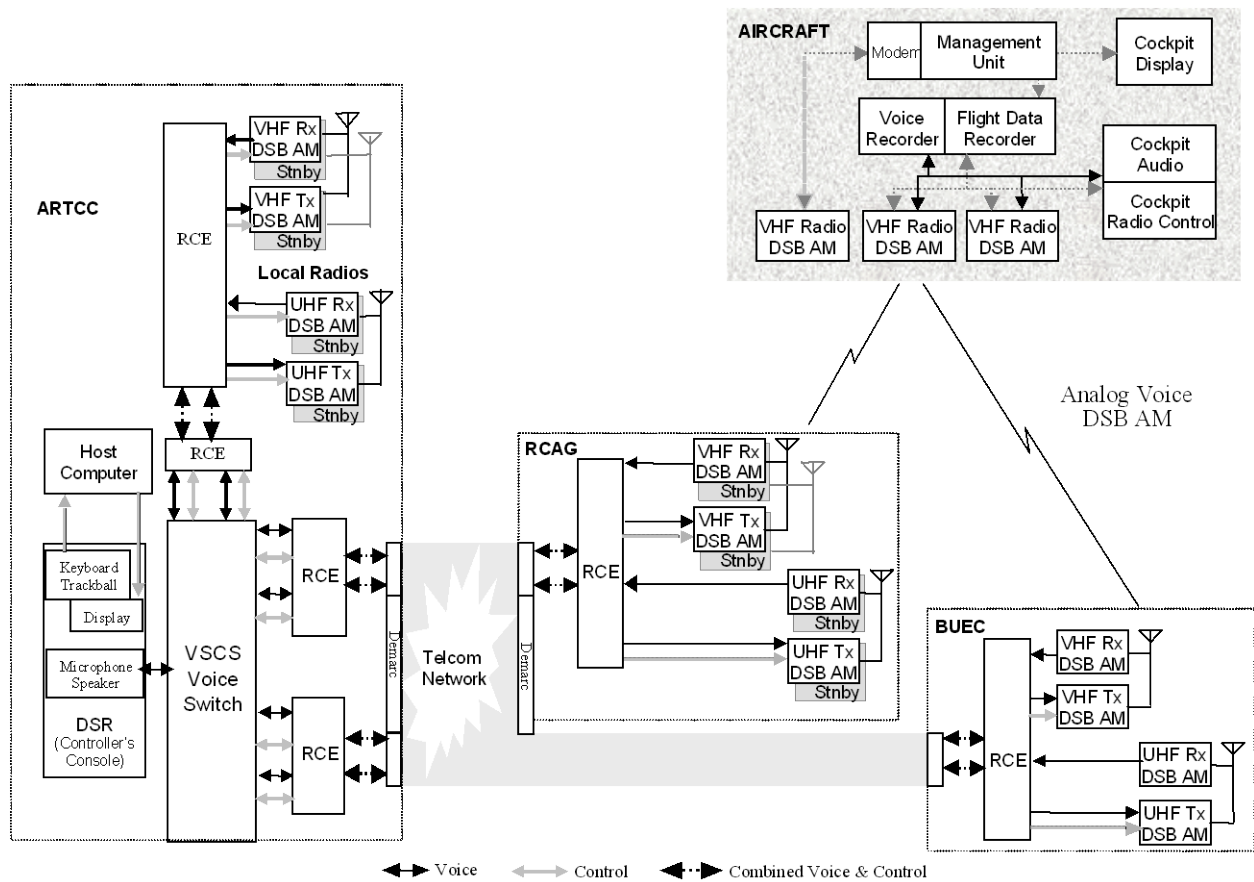 AIRCRAFT
Modem
Management
Unit
Cockpit
Display
Voice
Recorder
Flight Data
Recorder
Cockpit
Audio
Cockpit
Radio Control
VHF Radio
DSB AM
VHF Radio
DSB AM
VHF Radio
DSB AM
ARTCC
RCE
VHF Rx
DSB AM
Stnby
VHF Tx
DSB AM
Stnby
Local Radios
UHF Rx
DSB AM
Stnby
UHF Tx
DSB AM
Stnby
Host
Computer
RCE
Keyboard
Trackball
Display
Microphone
Speaker
DSR
(Controller's
Console)
VSCS
Voice
Switch
RCE
RCE
Demarc
Telcom
Network
Demarc
RCAG
RCE
VHF Rx
DSB AM
Stnby
VHF Tx
DSB AM
Stnby
UHF Rx
DSB AM
Stnby
UHF Tx
DSB AM
Stnby
Analog Voice
DSB AM
BUEC
RCE
VHF Rx
DSB AM
VHF Tx
DSB AM
UHF Rx
DSB AM
UHF Tx
DSB AM
Voice
Control
Combined Voice & Control